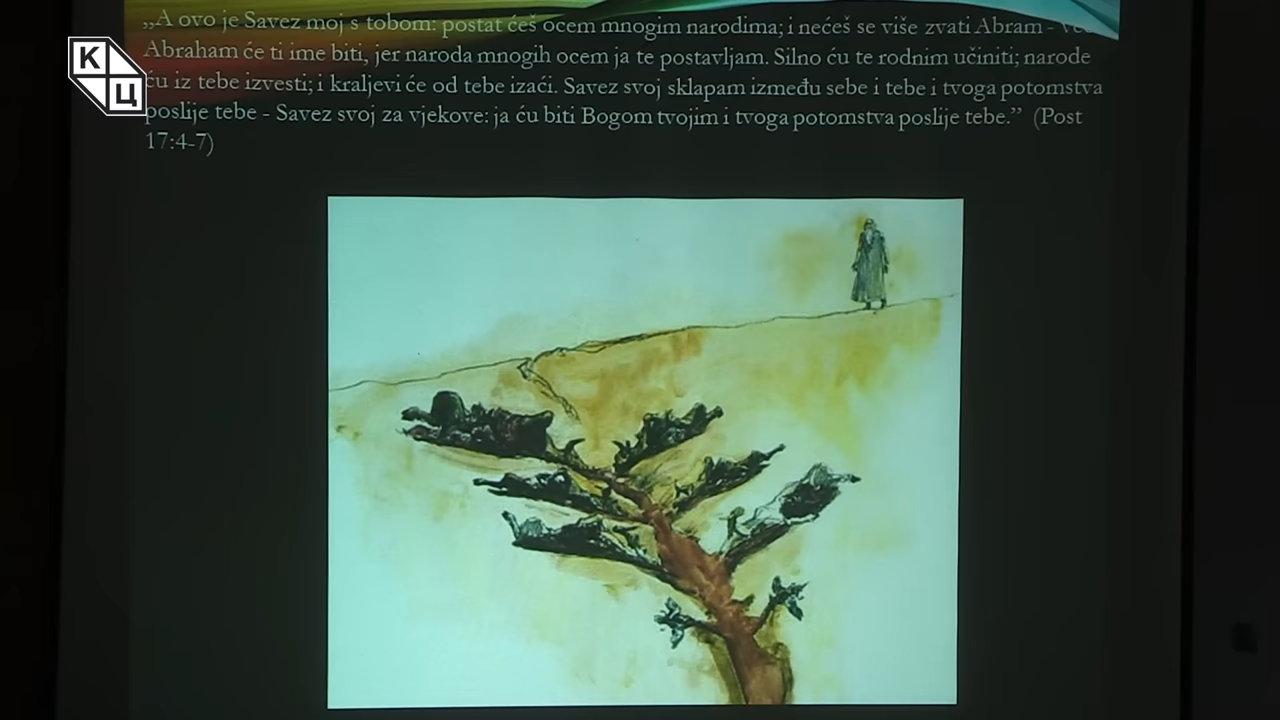 „A ovo je Savez moj s tobom: postat ćeš ocem mnogim narodima; i nećeš se više zvati Abram -
Abraham će ti ime biti, jer naroda mnogih ocem ja te postavljam. Silno ću te rodnim učiniti; narode
ću iz tebe izvesti; i kraljevi će od tebe izaći. Savez svoj sklapam između sebe i tebe i tvoga potomstva
poslije tebe - Savez svoj za vjekove: ja ću biti Bogom tvojim i tvoga potomstva poslije tebe.” (Post
17:4-7)
К
Ц